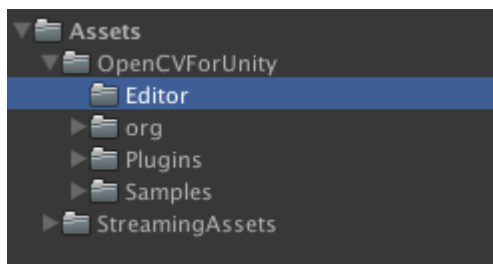 Assets
OpenCVForUnity
Editor
org
Plugins
Samples
StreamingAssets